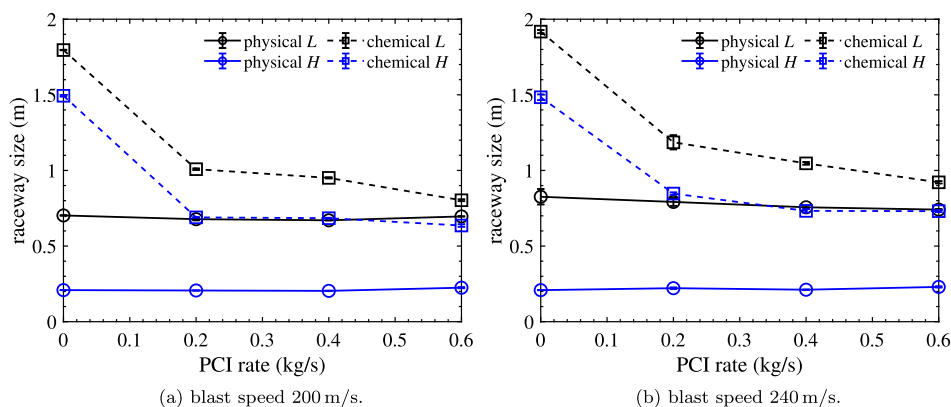 2
1.5
1
0.5
0
raceway size (m)
physical L
chemical L
physical H
chemical H
0 0.1 0.2 0.3 0.4 0.5 0.6
PCI rate (kg/s)
(a) blast speed 200 m/s.
2
1.5
1
0.5
0
raceway size (m)
physical L
chemical L
physical H
chemical H
0 0.1 0.2 0.3 0.4 0.5 0.6
PCI rate (kg/s)
(b) blast speed 240 m/s.